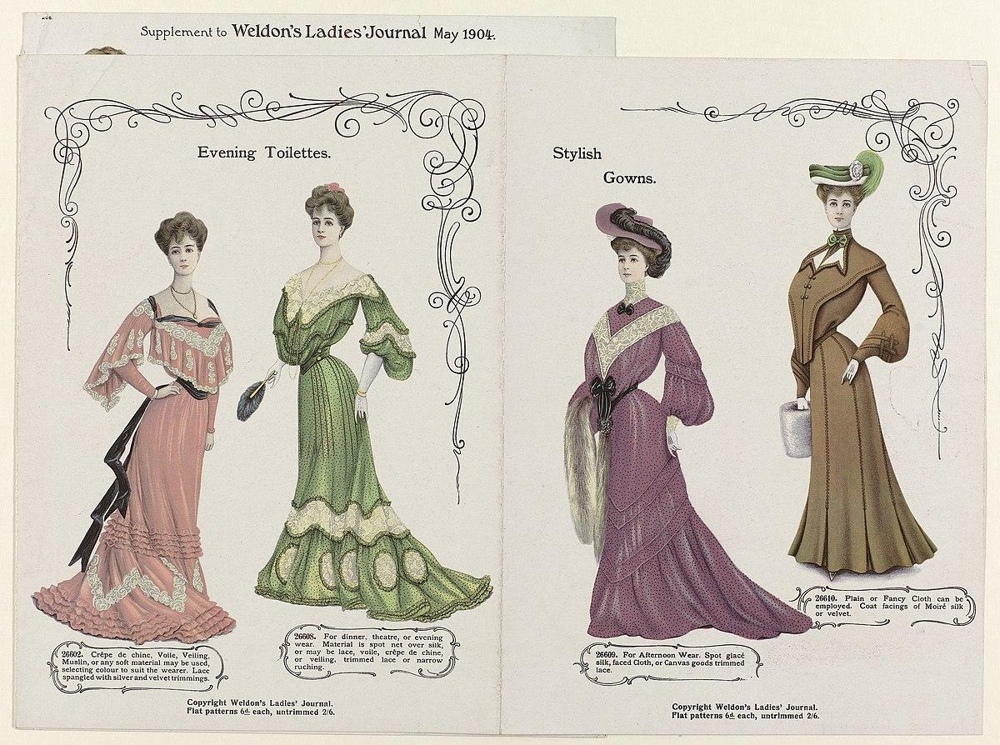 Supplement to Weldon's Ladies' Journal May 1904.
Evening Toilettes.
26602. Crêpe de chine, Voile, Veiling,
Muslin, or any soft material may be used,
selecting colour to suit the wearer. Lace
spangled with silver and velvet trimmings.
26608. For dinner, theatre, or evening
wear. Material is spot net over silk,
or may be lace, voile, crêpe de chine,
or veiling, trimmed lace or narrow
ruching.
Copyright Weldon's Ladies' Journal.
Flat patterns 6d. each, untrimmed 2/6.
Stylish
Gowns.
26609. For Afternoon Wear. Spot glacé
silk, faced Cloth, or Canvas goods trimmed
lace.
26610. Plain or Fancy Cloth can be
employed. Coat facings of Moiré silk
or velvet.
Copyright Weldon's Ladies' Journal.
Flat patterns 6d. each, untrimmed 2/6.